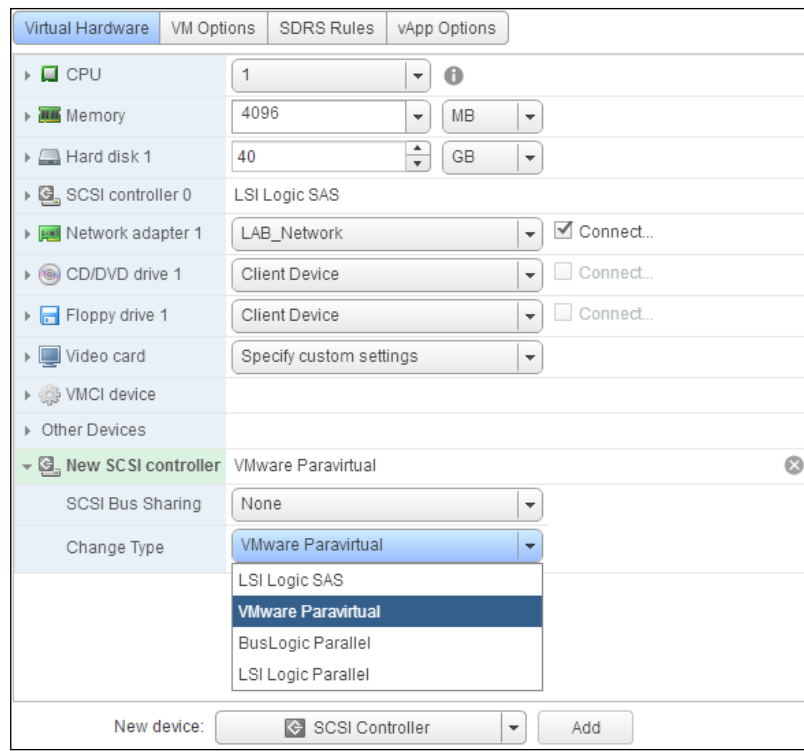 Virtual Hardware VM Options SDRS Rules vApp Options
CPU 1
Memory 4096 MB
Hard disk 1 40 GB
SCSI controller 0 LSI Logic SAS
Network adapter 1 LAB_Network Connect...
CD/DVD drive 1 Client Device Connect...
Floppy drive 1 Client Device Connect...
Video card Specify custom settings
VMCI device
Other Devices
New SCSI controller VMware Paravirtual
SCSI Bus Sharing None
Change Type VMware Paravirtual
LSI Logic SAS
VMware Paravirtual
BusLogic Parallel
LSI Logic Parallel
New device: SCSI Controller Add